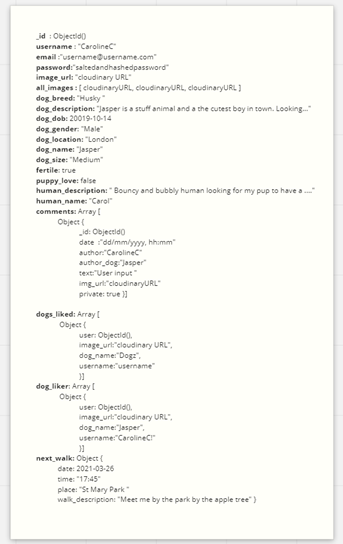 _id : ObjectId()
username : "CarolineC"
email :"username@username.com"
password:"saltedandhashedpassword"
image_url: "cloudinary URL"
all_images : [ cloudinaryURL, cloudinaryURL, cloudinaryURL ]
dog_breed: "Husky "
dog_description: "Jasper is a stuff animal and a the cutest boy in town. Looking..."
dog_dob: 20019-10-14
dog_gender: "Male"
dog_location: "London"
dog_name: "Jasper"
dog_size: "Medium"
fertile: true
puppy_love: false
human_description: " Bouncy and bubbly human looking for my pup to have a ...."
human_name: "Carol"
comments: Array [
Object {
_id: ObjectId()
date :"dd/mm/yyyy, hh:mm"
author:"CarolineC"
author_dog:"Jasper"
text:"User input "
img_url:"cloudinaryURL"
private: true }]
dogs_liked: Array [
Object {
user: ObjectId(),
image_url:"cloudinary URL",
dog_name:"Dogz",
username:"username"
}]
dog_liker: Array [
Object {
user: ObjectId(),
image_url:"cloudinary URL",
dog_name:"Jasper",
username:"CarolineC!"
}]
next_walk: Object {
date: 2021-03-26
time: "17:45"
place: "St Mary Park "
walk_description: "Meet me by the park by the apple tree" }